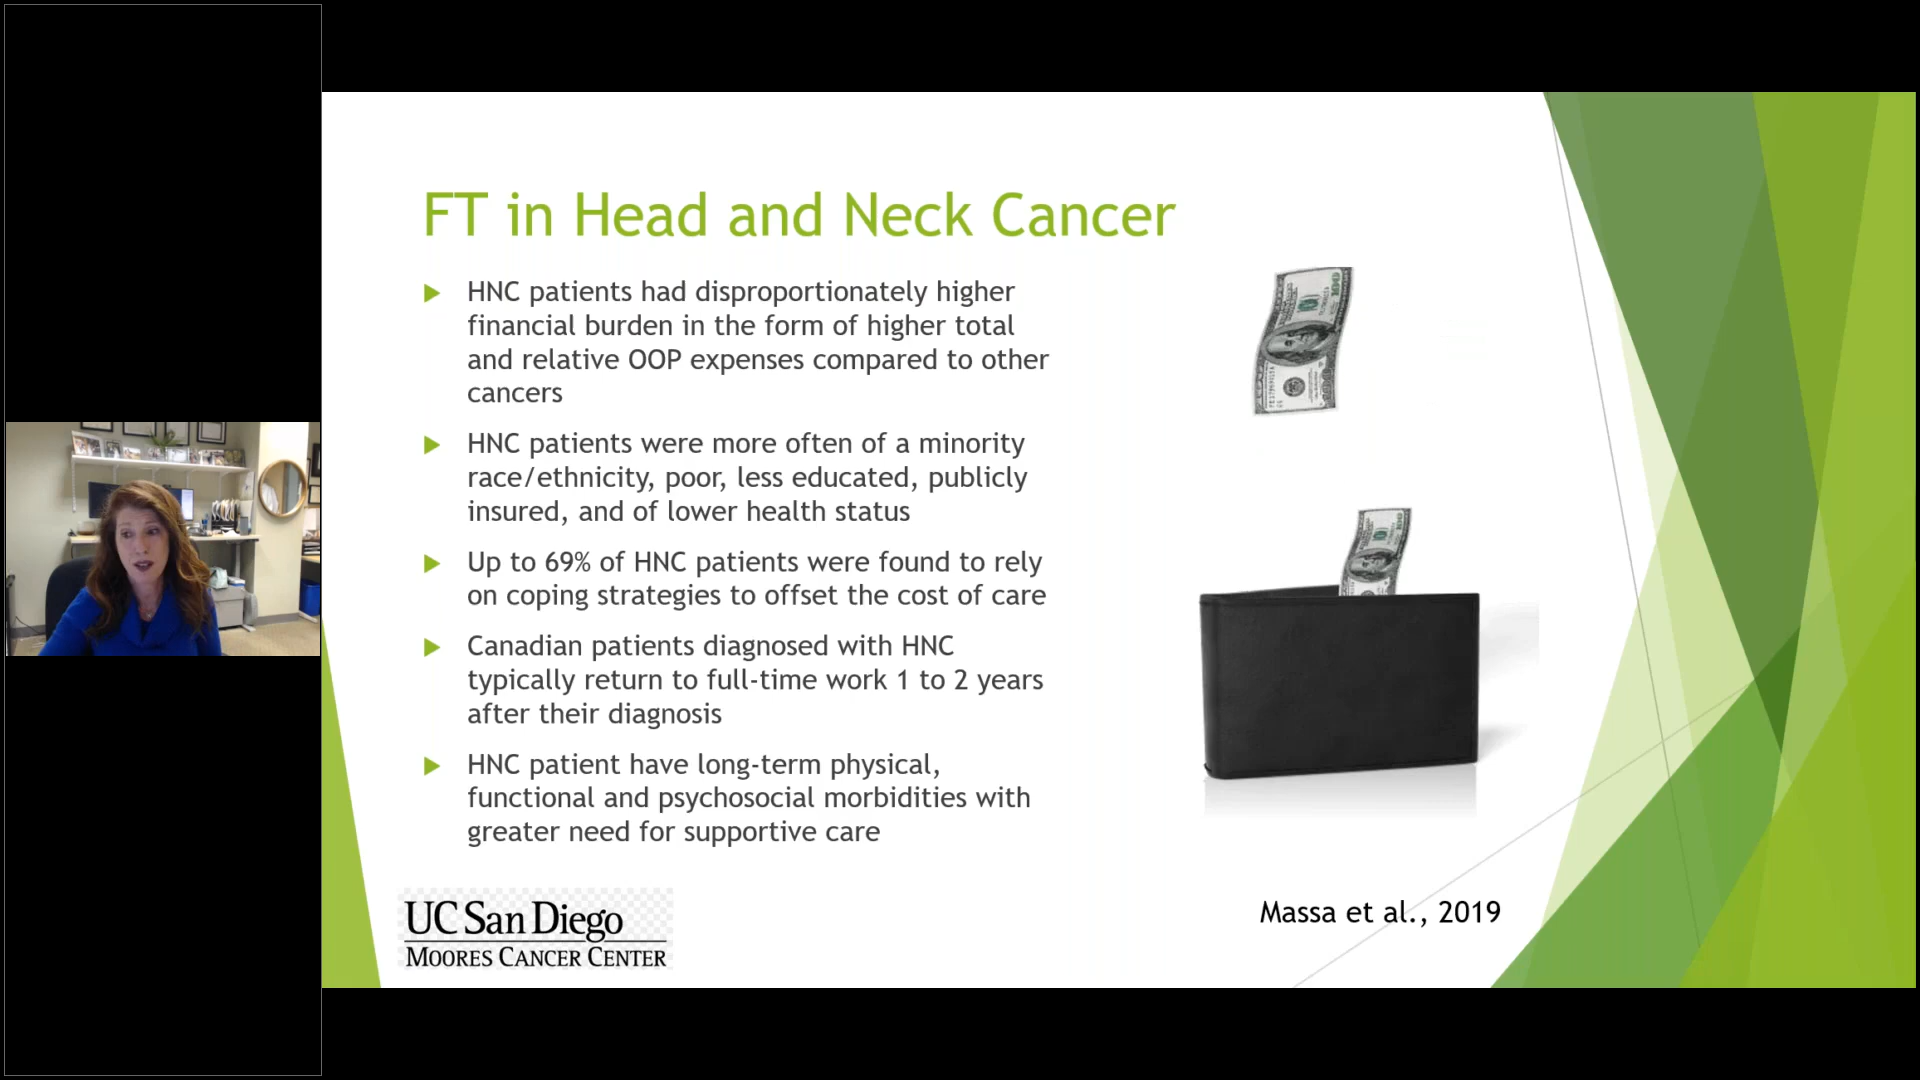 FT in Head and Neck Cancer
HNC patients had disproportionately higher
financial burden in the form of higher total
and relative OOP expenses compared to other
cancers
HNC patients were more often of a minority
race/ethnicity, poor, less educated, publicly
insured, and of lower health status
Up to 69% of HNC patients were found to rely
on coping strategies to offset the cost of care
Canadian patients diagnosed with HNC
typically return to full-time work 1 to 2 years
after their diagnosis
HNC patient have long-term physical,
functional and psychosocial morbidities with
greater need for supportive care
UC San Diego
MOORES CANCER CENTER
Massa et al., 2019